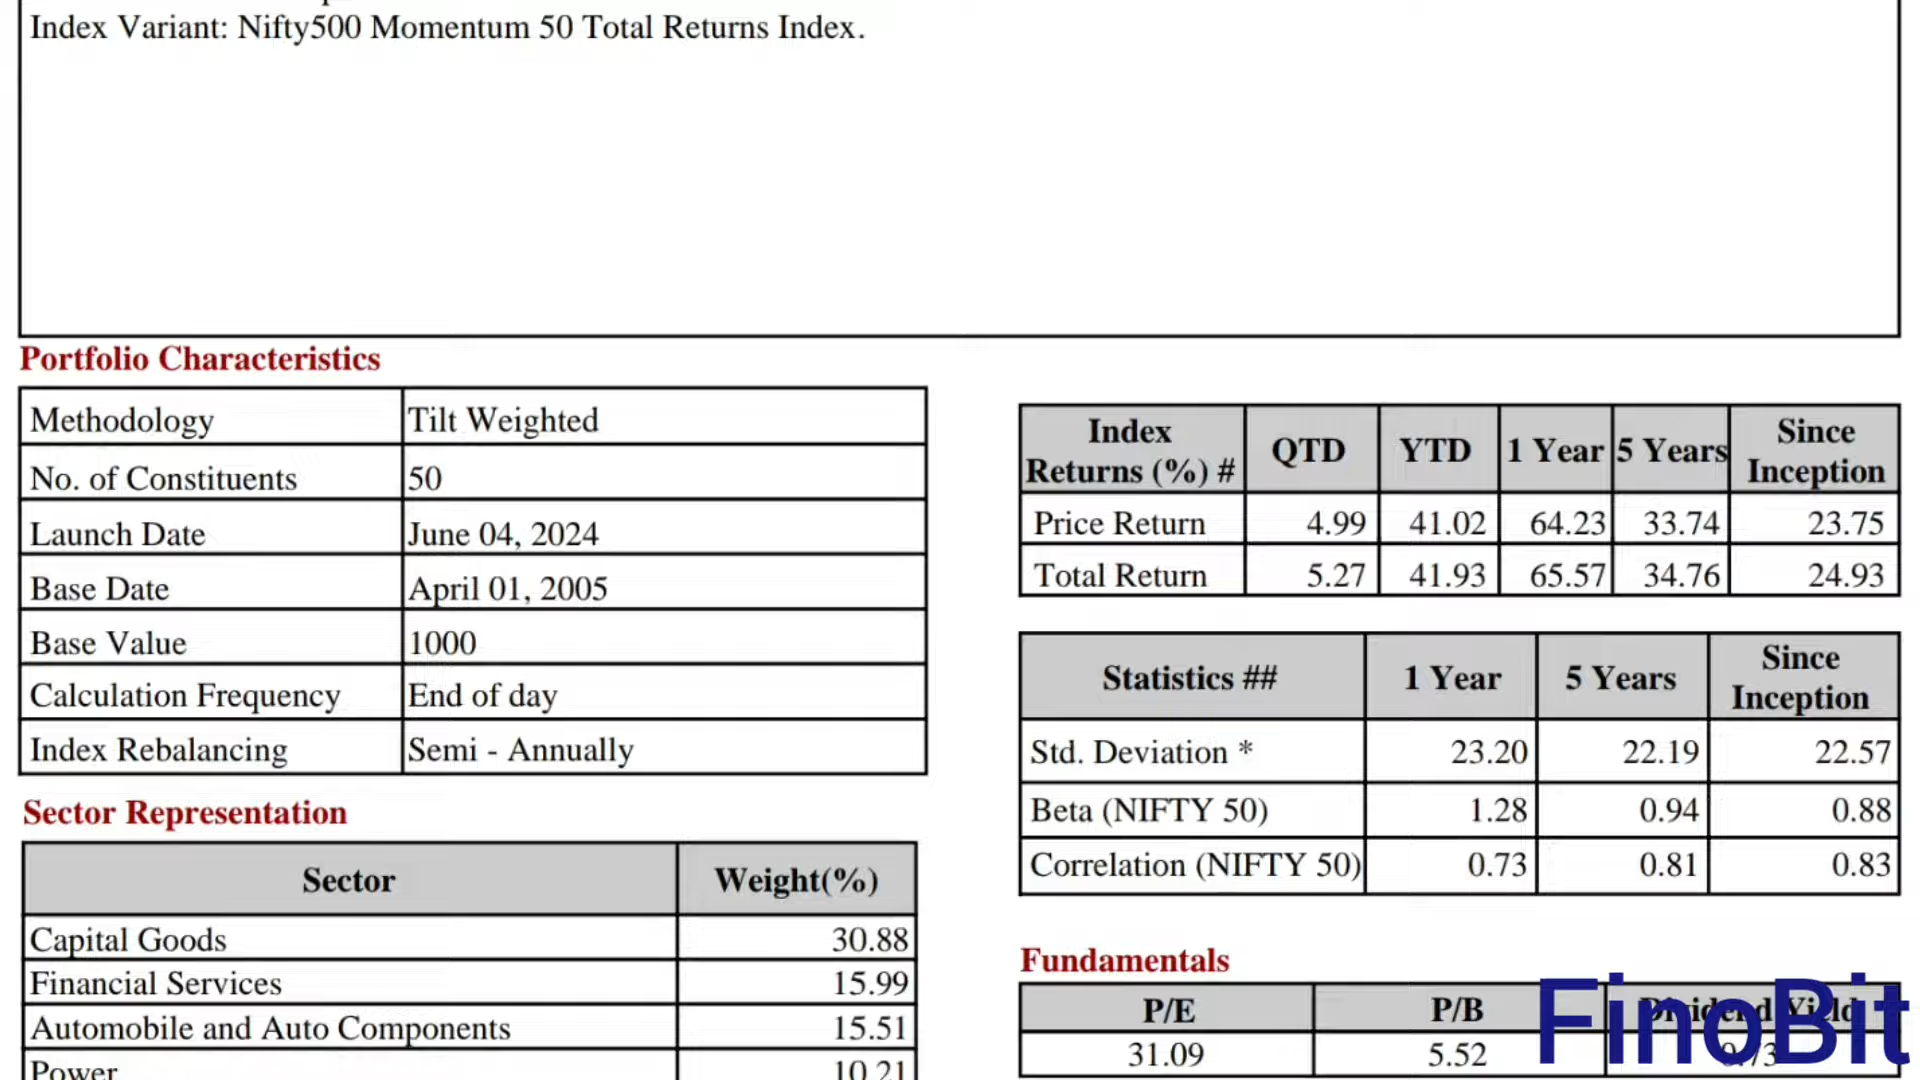 Index Variant: Nifty500 Momentum 50 Total Returns Index.
Portfolio Characteristics
Methodology Tilt Weighted
No. of Constituents 50
Launch Date June 04, 2024
Base Date April 01, 2005
Base Value 1000
Calculation Frequency End of day
Index Rebalancing Semi - Annually
Index Returns (%) # QTD YTD 1 Year 5 Years Since Inception
Price Return 4.99 41.02 64.23 33.74 23.75
Total Return 5.27 41.93 65.57 34.76 24.93
Statistics ## 1 Year 5 Years Since Inception
Std. Deviation * 23.20 22.19 22.57
Beta (NIFTY 50) 1.28 0.94 0.88
Correlation (NIFTY 50) 0.73 0.81 0.83
Sector Representation
Sector Weight(%)
Capital Goods 30.88
Financial Services 15.99
Automobile and Auto Components 15.51
Power 10.21
Fundamentals
P/E P/B Dividend Yield
31.09 5.52 0.73
FinoBit